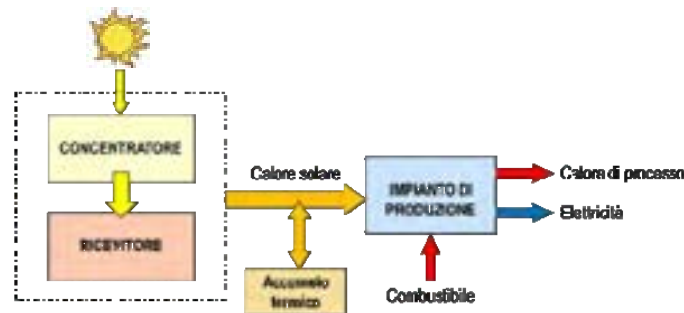 CONCENTRATORE
Calore solare
IMPIANTO DI
PRODUZIONE
Calore di processo
Elettricità
RICEVITORE
Accumulo
termico
Combustibile